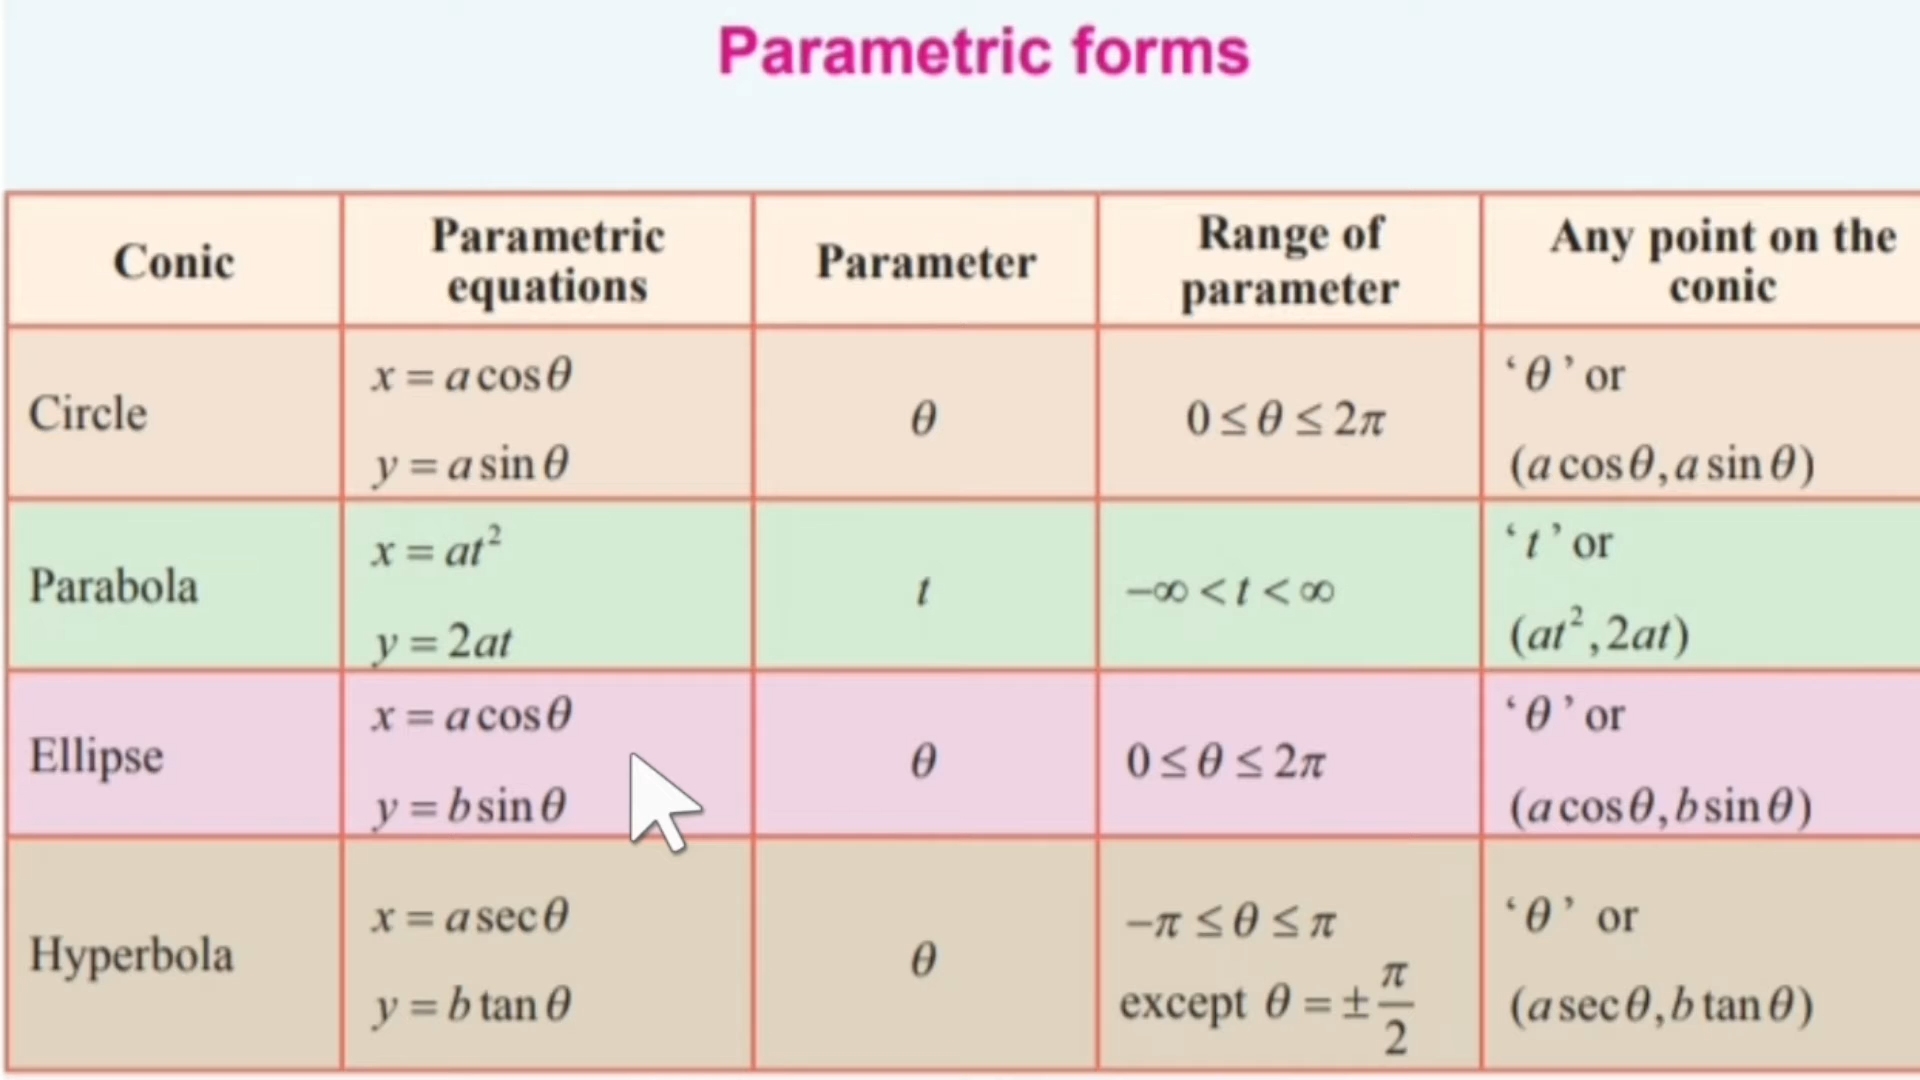 Parametric forms
Conic
Parametric
equations
Parameter
Range of
parameter
Any point on the
conic
Circle
x = a cos θ
y = a sin θ
θ
0 ≤ θ ≤ 2π
‘θ’ or
(a cos θ, a sin θ)
Parabola
x = at²
y = 2at
t
−∞ < t < ∞
‘t’ or
(at², 2at)
Ellipse
x = a cos θ
y = b sin θ
θ
0 ≤ θ ≤ 2π
‘θ’ or
(a cos θ, b sin θ)
Hyperbola
x = a sec θ
y = b tan θ
θ
−π ≤ θ ≤ π
except θ = ± π/2
‘θ’ or
(a sec θ, b tan θ)